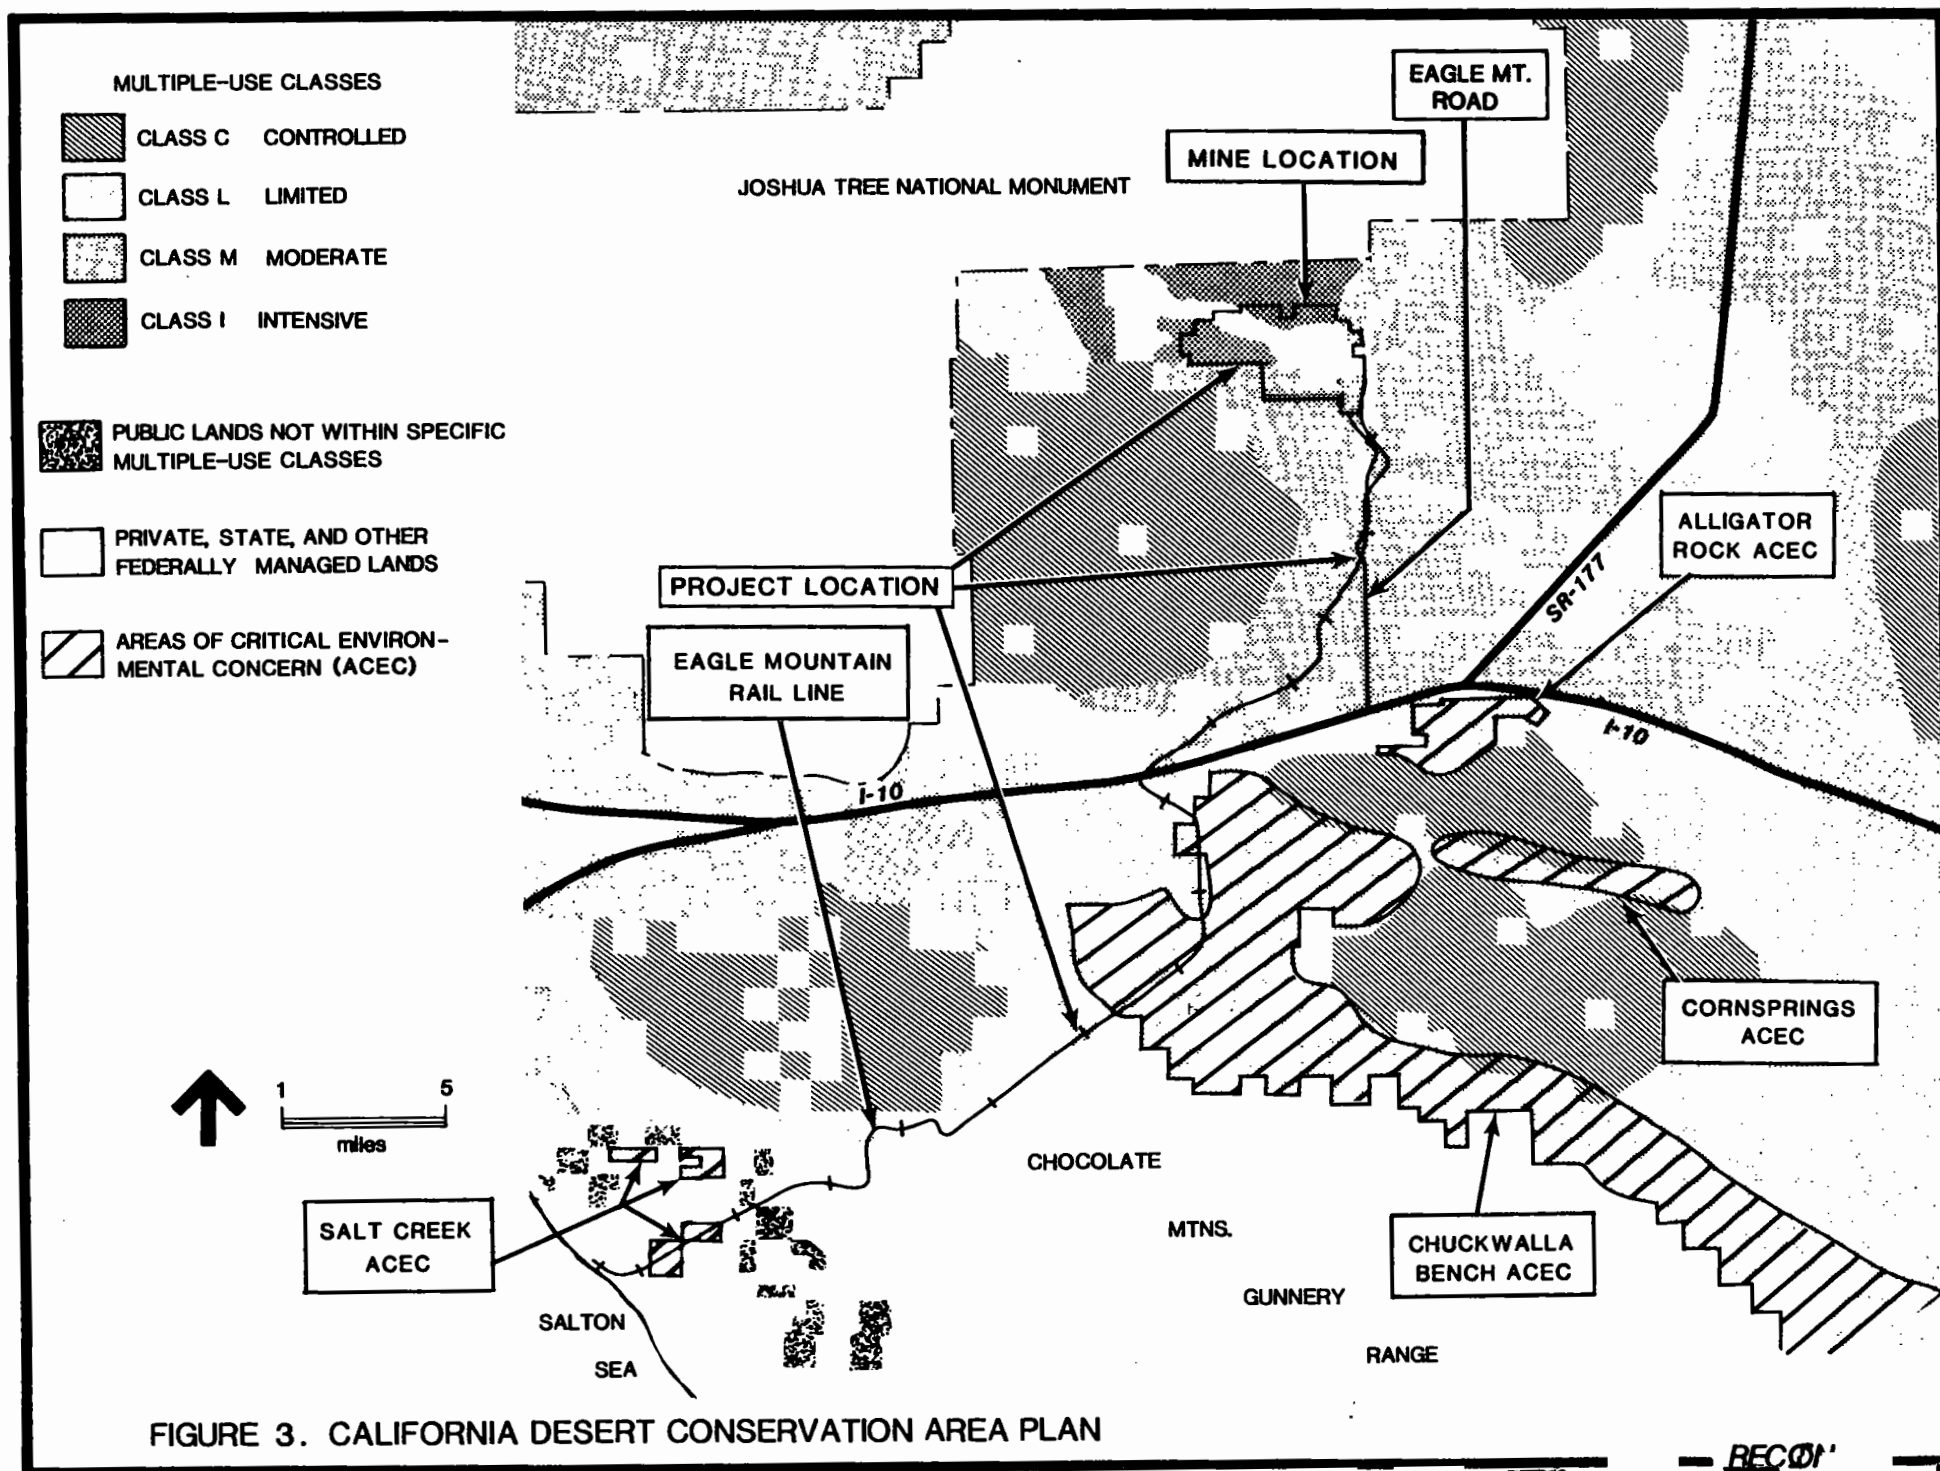 MULTIPLE-USE CLASSES
CLASS C CONTROLLED
CLASS L LIMITED
CLASS M MODERATE
CLASS I INTENSIVE
PUBLIC LANDS NOT WITHIN SPECIFIC
MULTIPLE-USE CLASSES
PRIVATE, STATE, AND OTHER
FEDERALLY MANAGED LANDS
AREAS OF CRITICAL ENVIRON-
MENTAL CONCERN (ACEC)
EAGLE MT.
ROAD
MINE LOCATION
JOSHUA TREE NATIONAL MONUMENT
ALLIGATOR
ROCK ACEC
SR-177
PROJECT LOCATION
EAGLE MOUNTAIN
RAIL LINE
I-10
I-10
CORNSPRINGS
ACEC
1 5
miles
CHOCOLATE
MTNS.
GUNNERY
RANGE
CHUCKWALLA
BENCH ACEC
SALT CREEK
ACEC
SALTON
SEA
FIGURE 3. CALIFORNIA DESERT CONSERVATION AREA PLAN